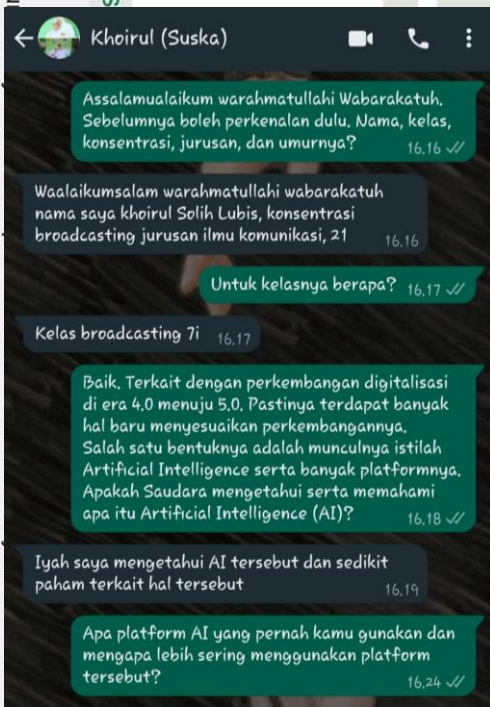 Khoirul (Suska)
Assalamualaikum warahmatullahi Wabarakatuh.
Sebelumnya boleh perkenalan dulu. Nama, kelas,
konsentrasi, jurusan, dan umurnya?
16.16
Waalaikumsalam warahmatullahi wabarakatuh
nama saya khoirul Solih Lubis, konsentrasi
broadcasting jurusan ilmu komunikasi, 21
16.16
Untuk kelasnya berapa? 16.17
Kelas broadcasting 7i 16.17
Baik. Terkait dengan perkembangan digitalisasi
di era 4.0 menuju 5.0. Pastinya terdapat banyak
hal baru menyesuaikan perkembangannya.
Salah satu bentuknya adalah munculnya istilah
Artificial Intelligence serta banyak platformnya.
Apakah Saudara mengetahui serta memahami
apa itu Artificial Intelligence (AI)?
16.18
Iyah saya mengetahui AI tersebut dan sedikit
paham terkait hal tersebut
16.19
Apa platform AI yang pernah kamu gunakan dan
mengapa lebih sering menggunakan platform
tersebut?
16.24